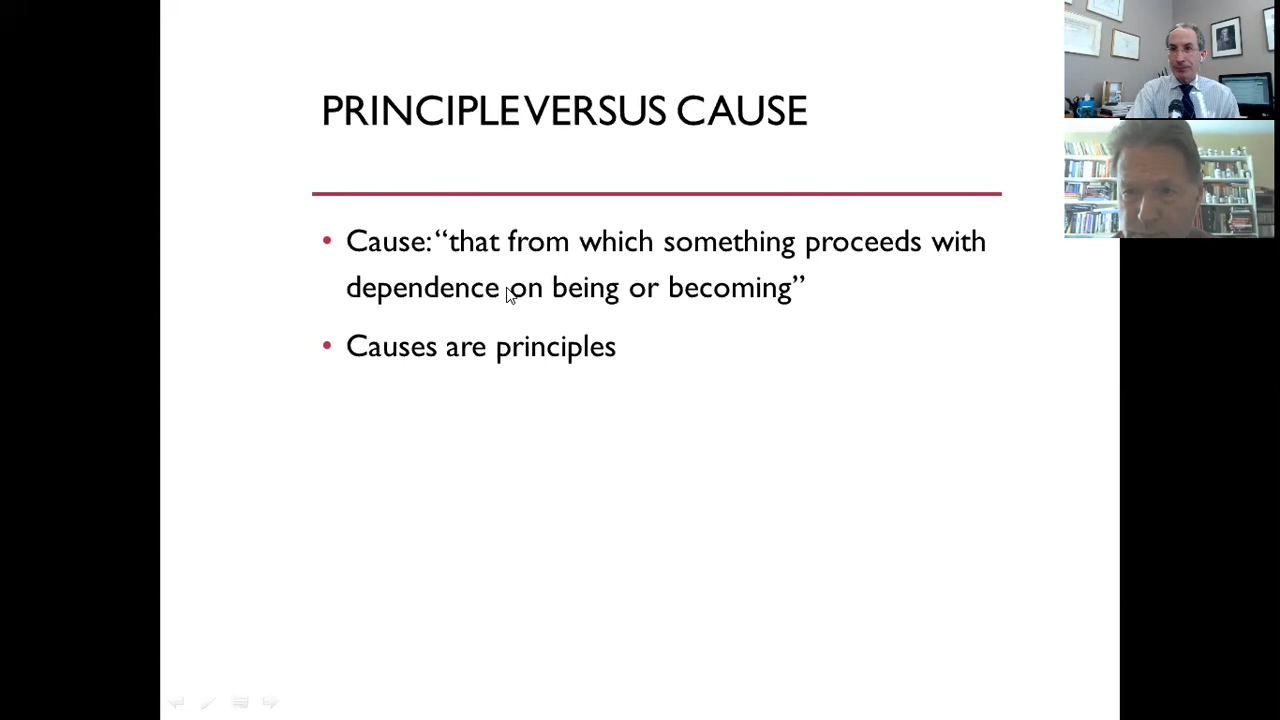 PRINCIPLE VERSUS CAUSE
• Cause: “that from which something proceeds with
dependence on being or becoming”
• Causes are principles